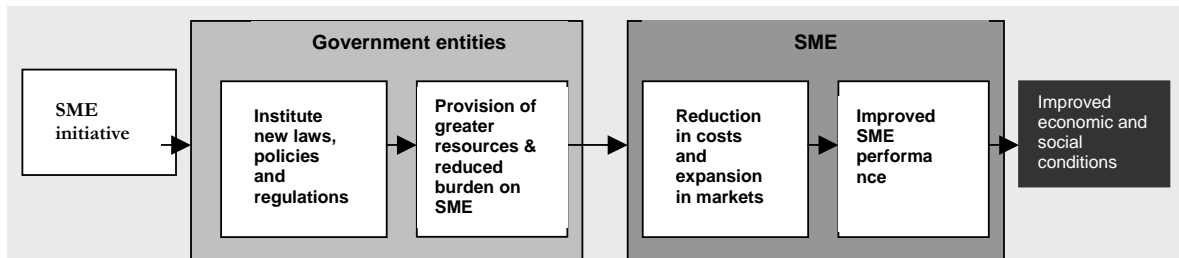 Government entities
SME
SME
initiative
Institute
new laws,
policies
and
regulations
Provision of
greater
resources &
reduced
burden on
SME
Reduction
in costs
and
expansion
in markets
Improved
SME
performa
nce
Improved
economic and
social
conditions